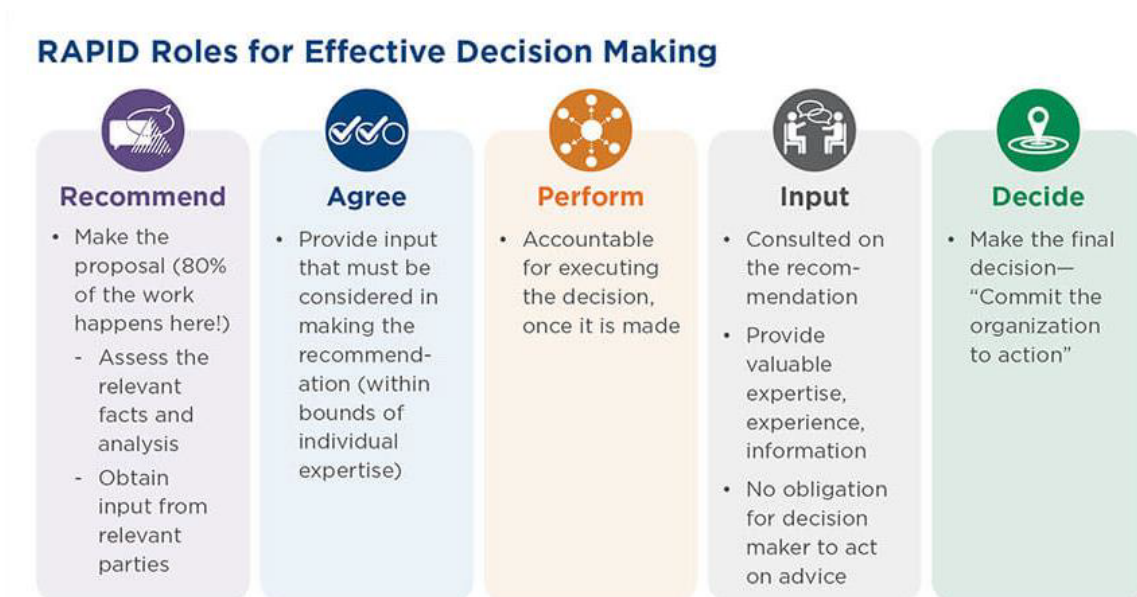 RAPID Roles for Effective Decision Making
Recommend
• Make the
proposal (80%
of the work
happens here!)
- Assess the
relevant
facts and
analysis
- Obtain
input from
relevant
parties
Agree
• Provide input
that must be
considered in
making the
recommend-
ation (within
bounds of
individual
expertise)
Perform
• Accountable
for executing
the decision,
once it is made
Input
• Consulted on
the recom-
mendation
• Provide
valuable
expertise,
experience,
information
• No obligation
for decision
maker to act
on advice
Decide
• Make the final
decision—
“Commit the
organization
to action”